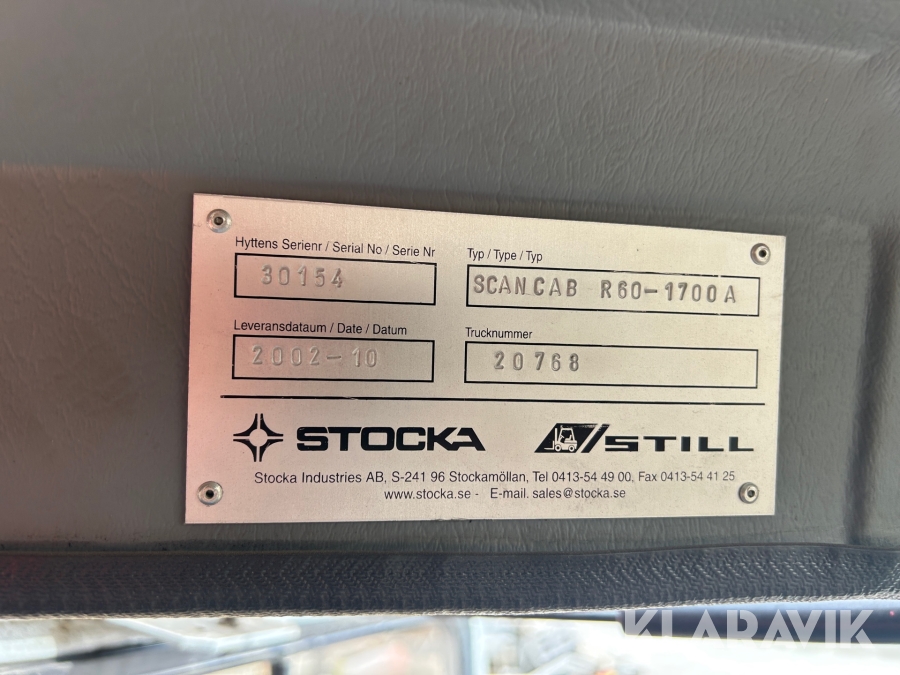 Hyttens Serienr / Serial No / Serie Nr
30154
Typ / Type / Typ
SCANCAB R60-1700A
Leveransdataum / Date / Datum
2002-10
Trucknummer
20768
STOCKA
STILL
Stocka Industries AB, S-241 96 Stockamöllan, Tel 0413-54 49 00, Fax 0413-54 41 25
www.stocka.se - E-mail. sales@stocka.se
KLARAVIK